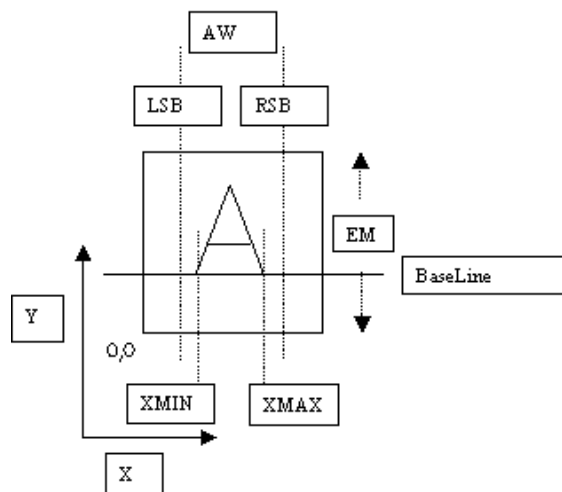 AW
LSB RSB
A
EM
BaseLine
Y
0,0
XMIN XMAX
X